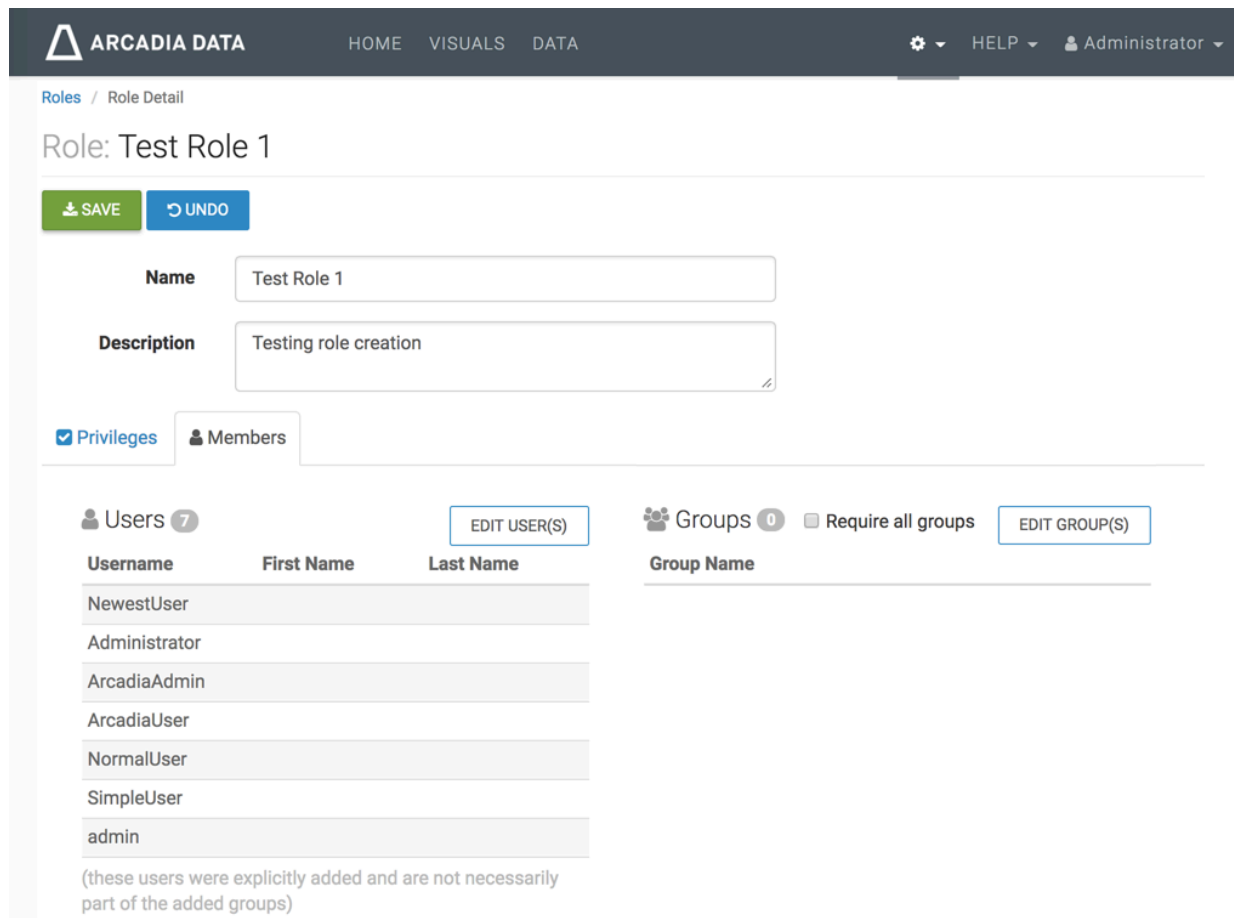 ARCADIA DATA HOME VISUALS DATA HELP Administrator
Roles / Role Detail
Role: Test Role 1
SAVE UNDO
Name Test Role 1
Description Testing role creation
Privileges Members
Users 7 EDIT USER(S) Groups 0 Require all groups EDIT GROUP(S)
Username First Name Last Name Group Name
NewestUser
Administrator
ArcadiaAdmin
ArcadiaUser
NormalUser
SimpleUser
admin
(these users were explicitly added and are not necessarily
part of the added groups)